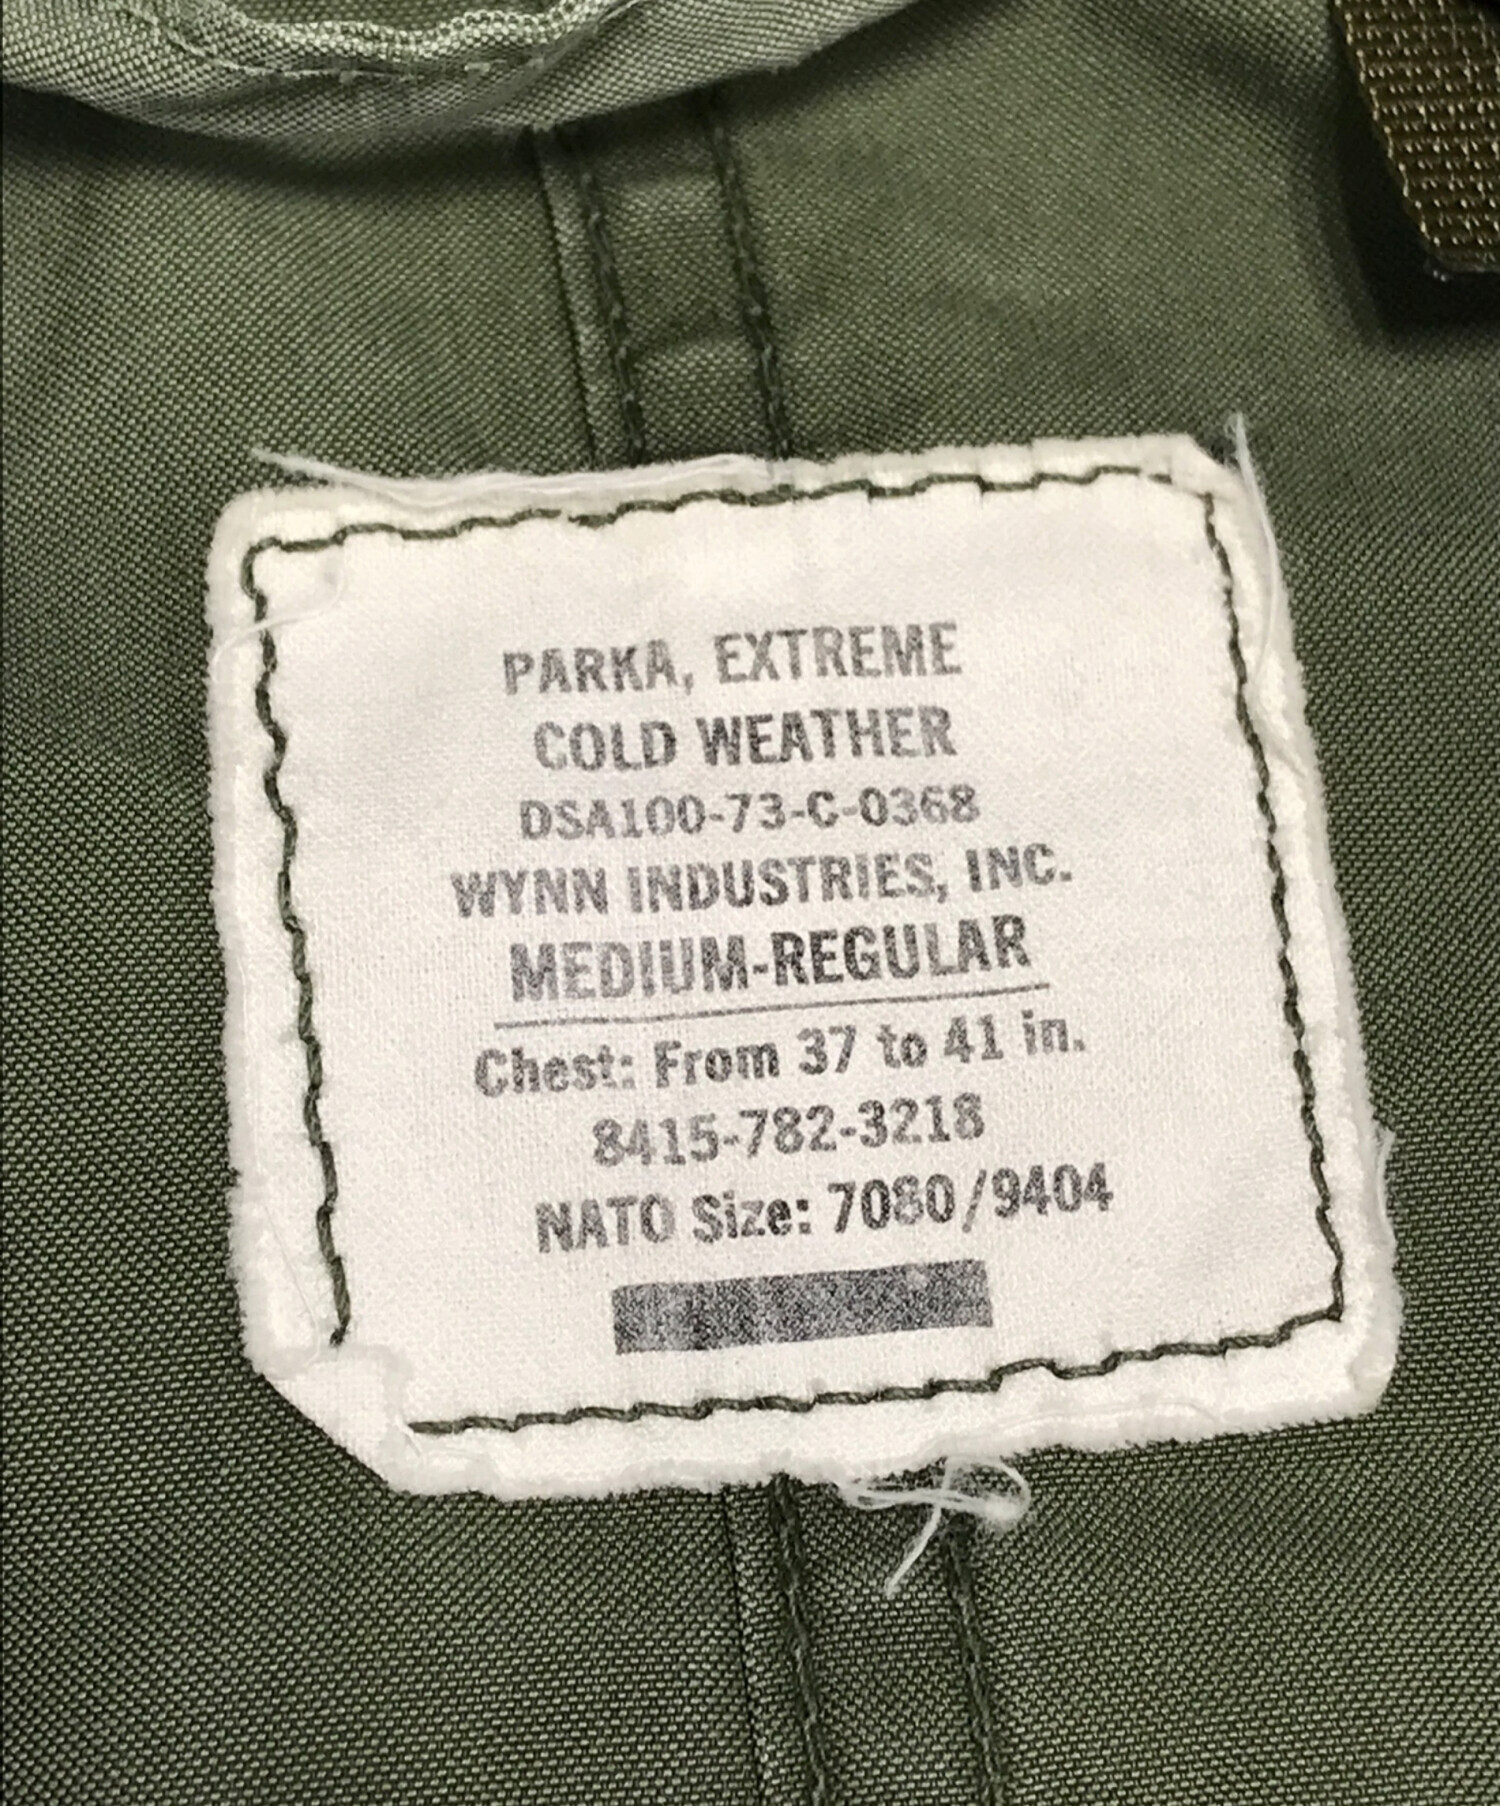 PARKA, EXTREME
COLD WEATHER
DSA100-73-C-0368
WYNN INDUSTRIES, INC.
MEDIUM-REGULAR
Chest: From 37 to 41 in.
8415-782-3218
NATO Size: 7080/9404